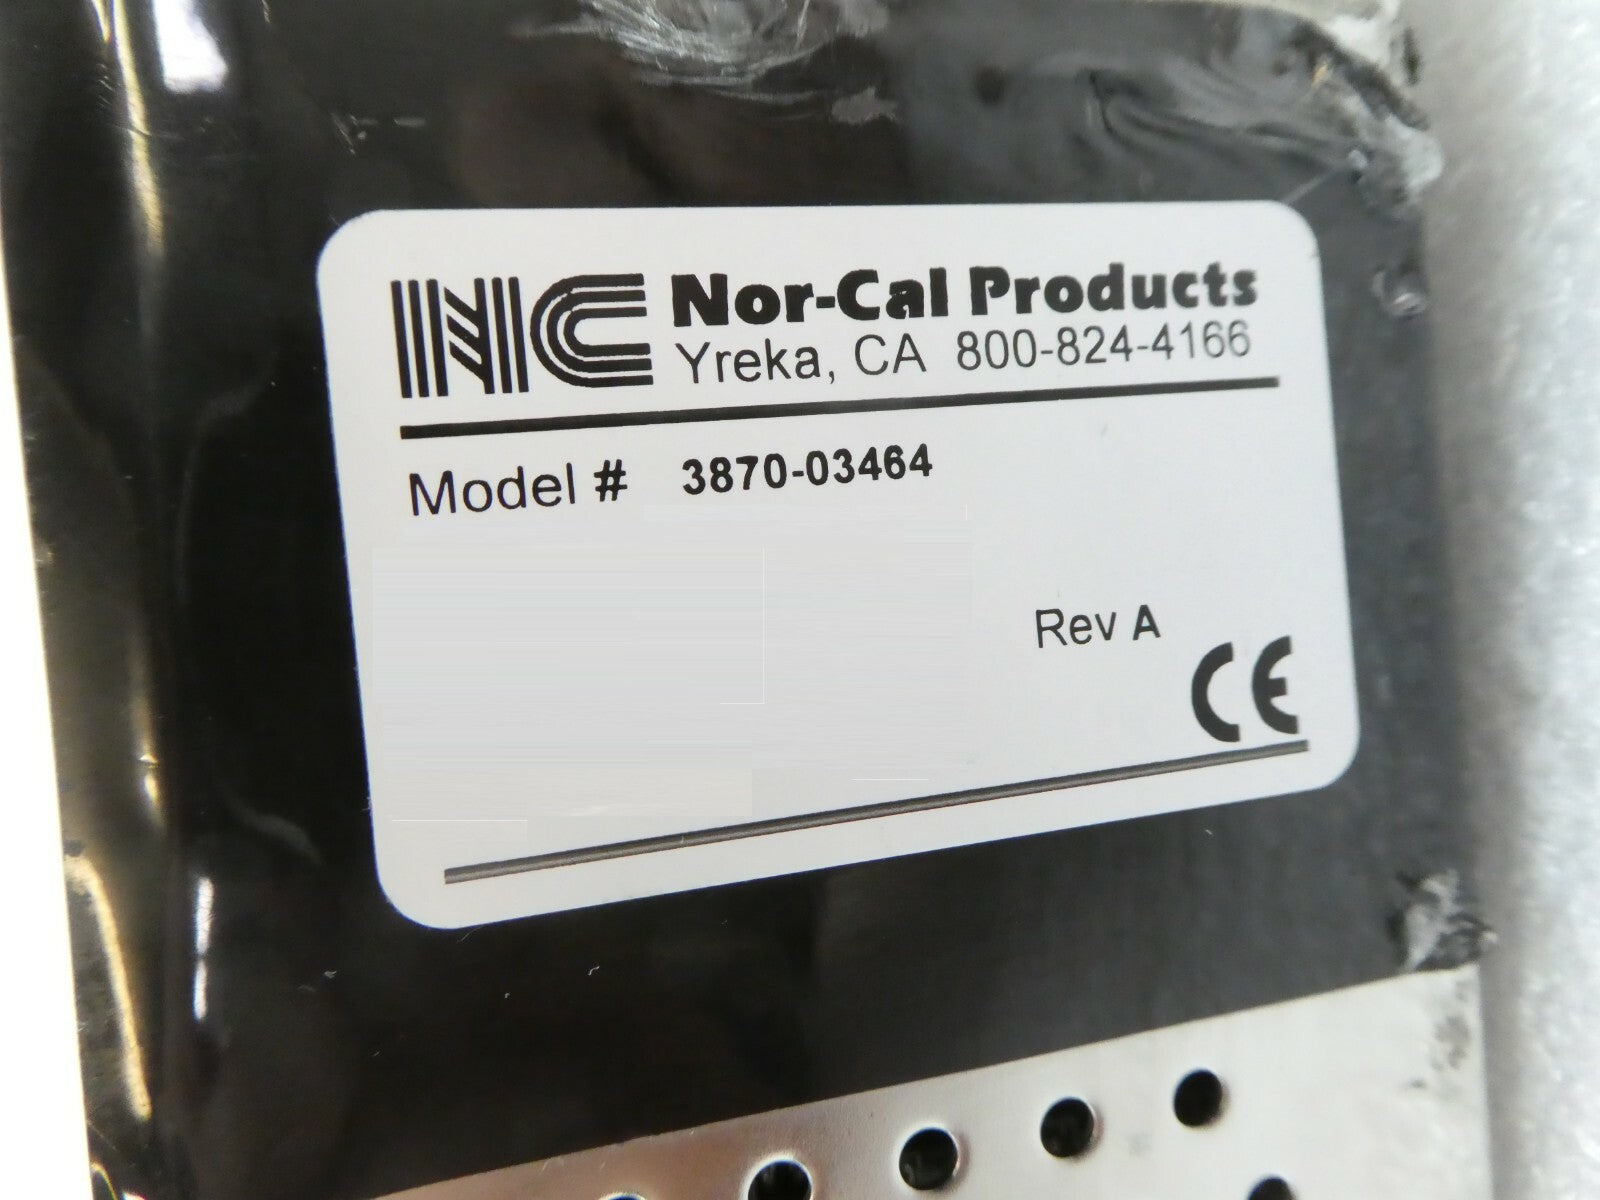 NC Nor-Cal Products
Yreka, CA 800-824-4166
Model # 3870-03464
Rev A
CE